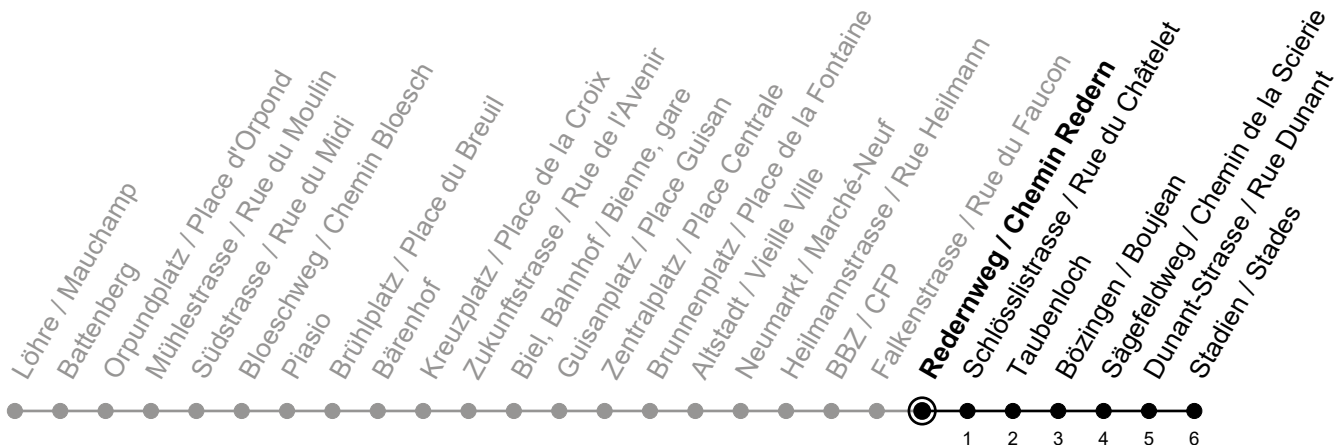 Löhre / Mauchamp
Battenberg
Orpundplatz / Place d'Orpond
Mühlestrasse / Rue du Moulin
Südstrasse / Rue du Midi
Bloeschweg / Chemin Bloesch
Piasio
Brühlplatz / Place du Breuil
Bärenhof
Kreuzplatz / Place de la Croix
Zukunftstrasse / Rue de l'Avenir
Biel, Bahnhof / Bienne, gare
Guisanplatz / Place Guisan
Zentralplatz / Place Centrale
Brunnenplatz / Place de la Fontaine
Altstadt / Vieille Ville
Neumarkt / Marché-Neuf
Heilmannstrasse / Rue Heilmann
BBZ / CFP
Falkenstrasse / Rue du Faucon
Redernweg / Chemin Redern
Schlösslistrasse / Rue du Châtelet
Taubenloch
Bözingen / Boujean
Sägefeldweg / Chemin de la Scierie
Dunant-Strasse / Rue Dunant
Stadien / Stades
1 2 3 4 5 6